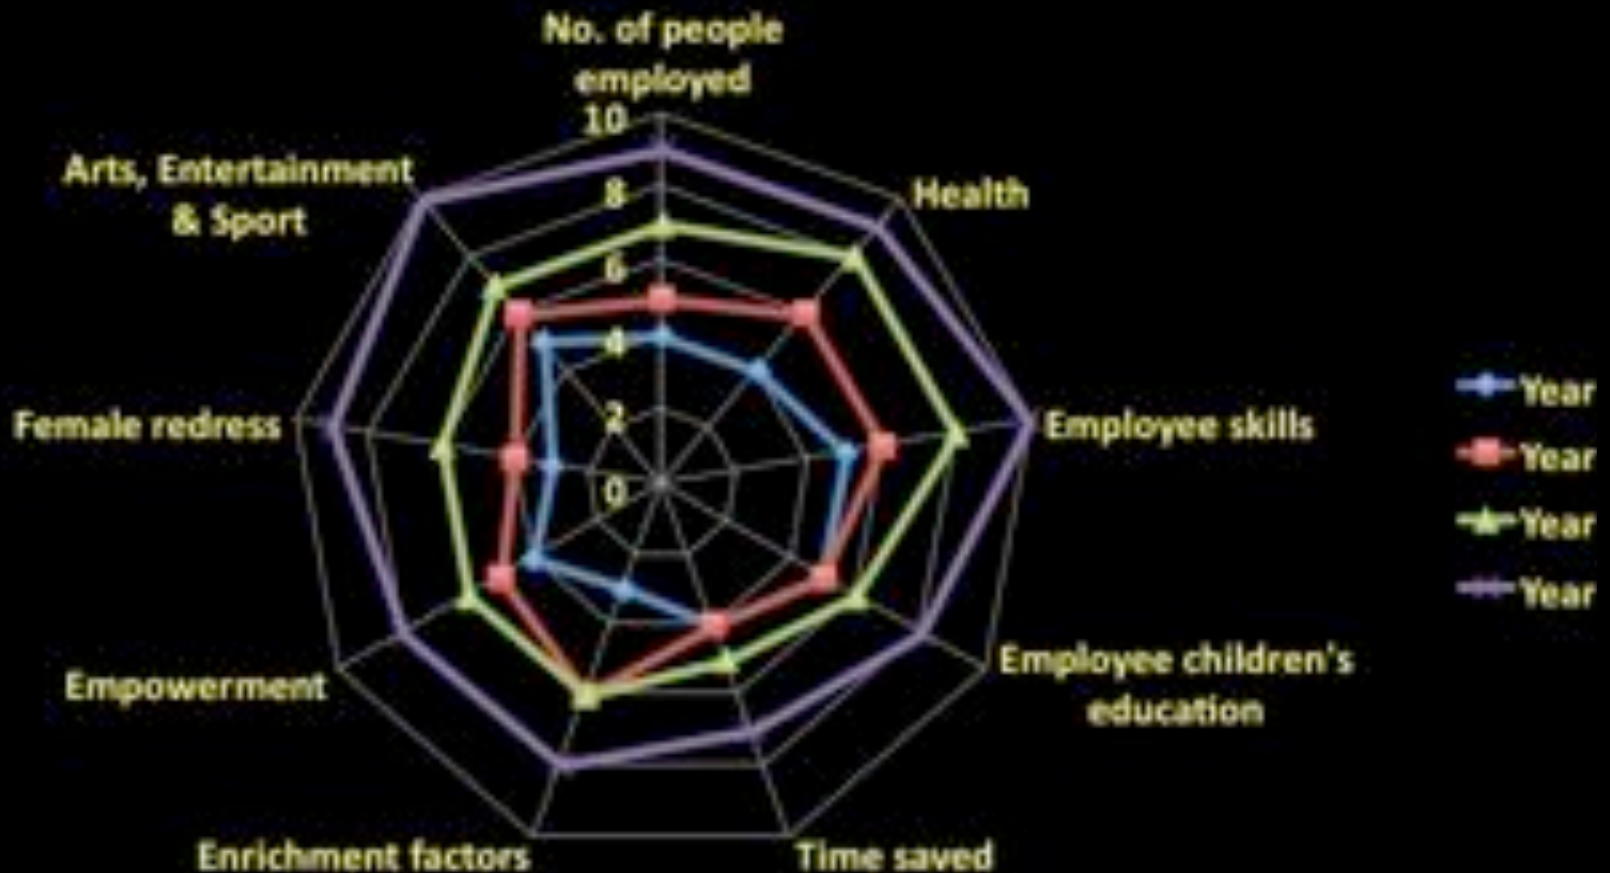 No. of people
employed
10
Arts, Entertainment
& Sport
8
Health
6
4
Female redress
2
Employee skills
0
Year
Year
Year
Year
Employee children's
education
Empowerment
Enrichment factors
Time saved